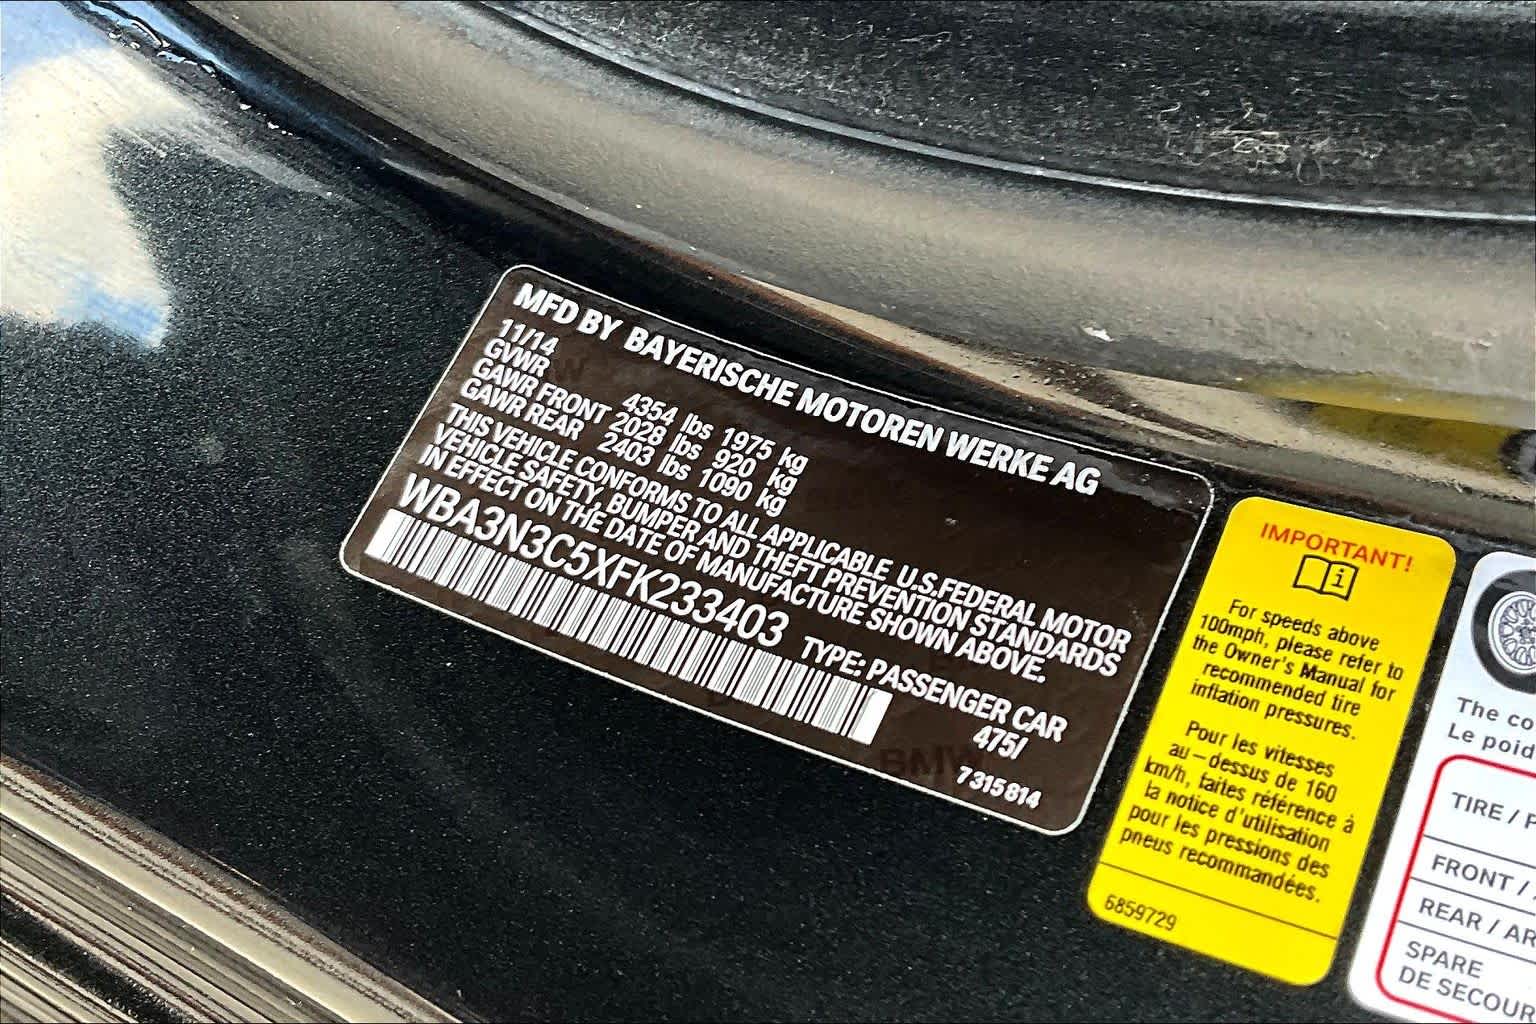 MFD BY BAYERISCHE MOTOREN WERKE AG
11/14
GVWR 4354 lbs 1975 kg
GAWR FRONT 2028 lbs 920 kg
GAWR REAR 2403 lbs 1090 kg
THIS VEHICLE CONFORMS TO ALL APPLICABLE U.S.FEDERAL MOTOR
VEHICLE SAFETY, BUMPER AND THEFT PREVENTION STANDARDS
IN EFFECT ON THE DATE OF MANUFACTURE SHOWN ABOVE.
WBA3N3C5XFK233403 TYPE: PASSENGER CAR
475/
7 315 814
BMW
IMPORTANT!
For speeds above
100mph, please refer to
the Owner's Manual for
recommended tire
inflation pressures.
Pour les vitesses
au-dessus de 160
km/h, faites référence à
la notice d'utilisation
pour les pressions des
pneus recommandées.
6859729
The co
Le poid
TIRE / P
FRONT /
REAR / AR
SPARE
DE SECOUR